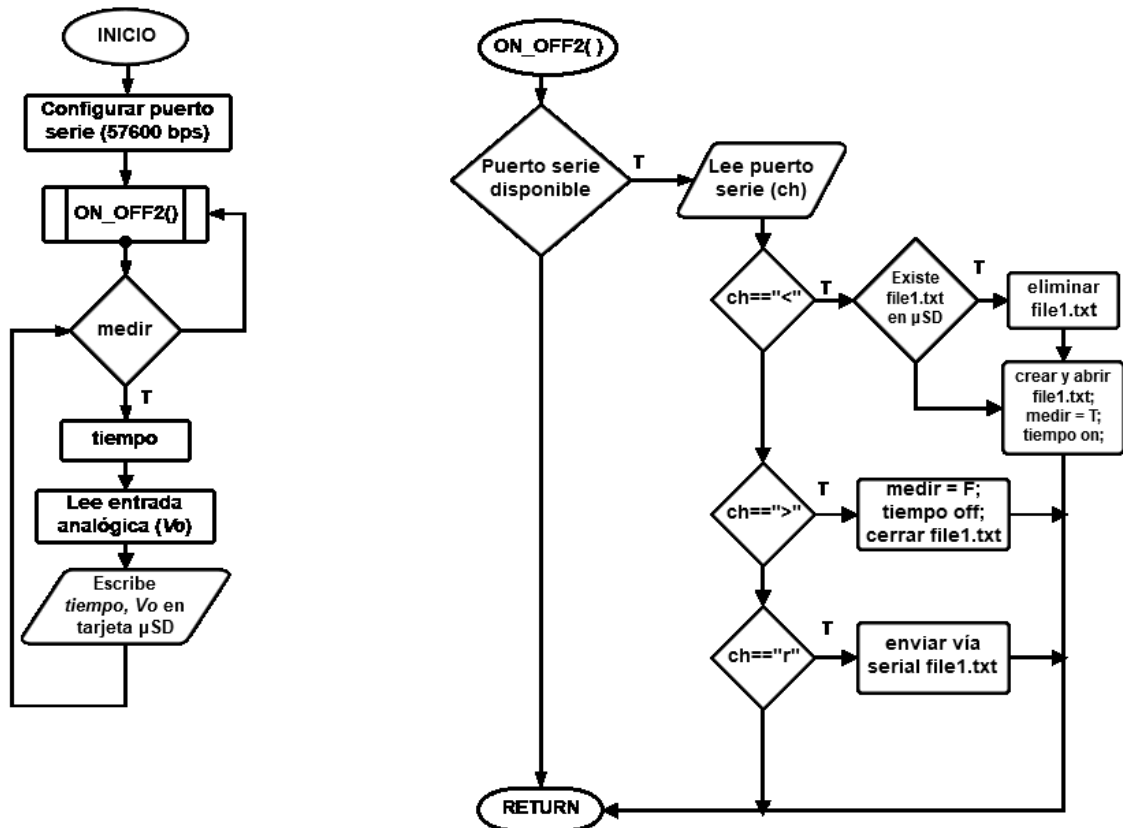 INICIO
Configurar puerto
serie (57600 bps)
ON_OFF2()
medir
T
tiempo
Lee entrada
analógica (Vo)
Escribe
tiempo, Vo en
tarjeta µSD
ON_OFF2( )
Puerto serie
disponible
T
Lee puerto
serie (ch)
ch=="<"
T
Existe
file1.txt
en µSD
T
eliminar
file1.txt
crear y abrir
file1.txt;
medir = T;
tiempo on;
ch==">"
T
medir = F;
tiempo off;
cerrar file1.txt
ch=="r"
T
enviar vía
serial file1.txt
RETURN